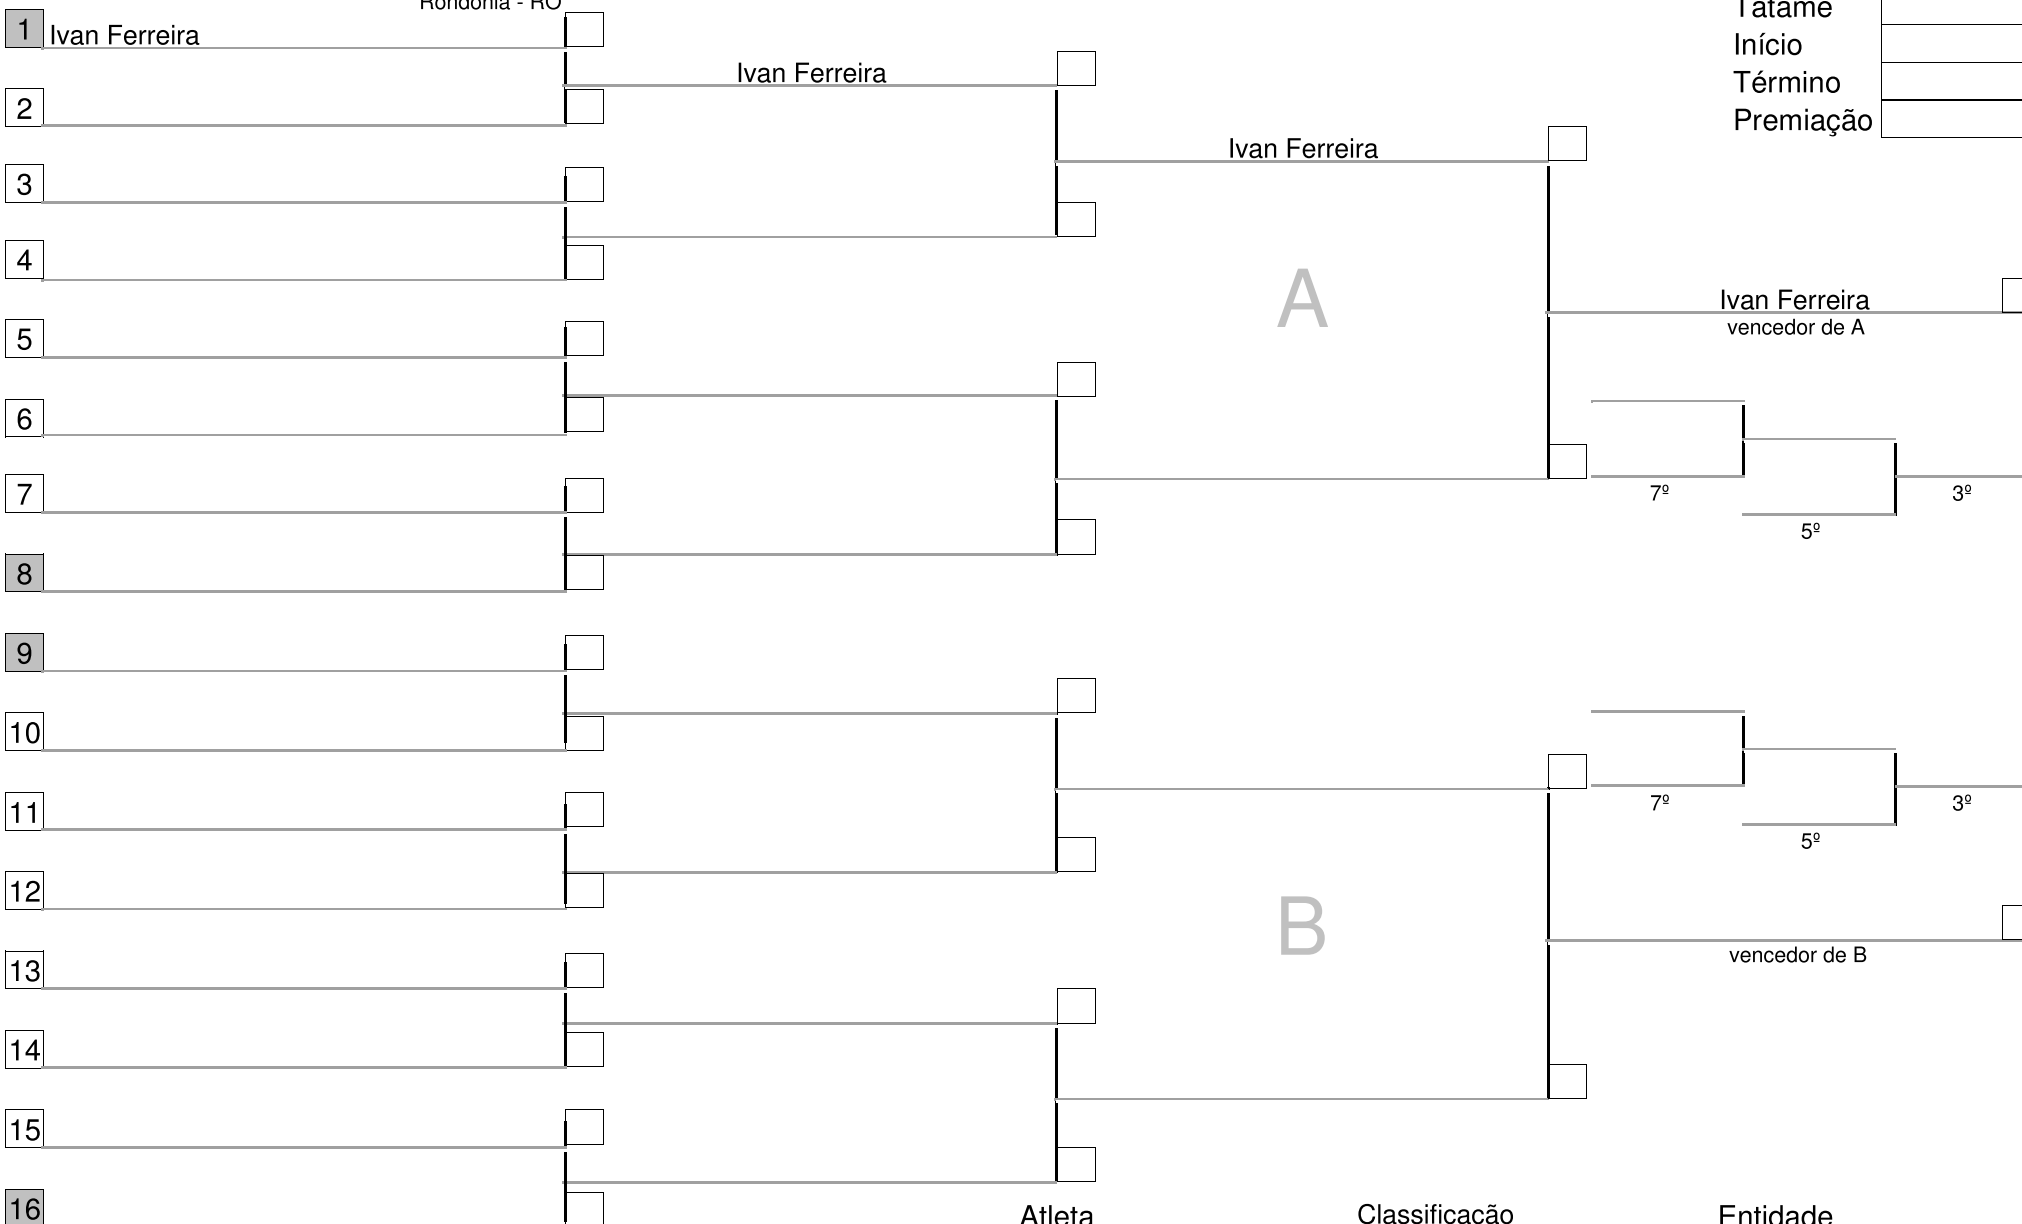 Rondônia - RO
Tatame
1 Ivan Ferreira
Início
Ivan Ferreira
Término
2
Premiação
Ivan Ferreira
3
4
A
Ivan Ferreira
vencedor de A
5
6
7
7º
3º
5º
8
9
10
11
7º
3º
5º
12
B
vencedor de B
13
14
15
16
Atleta
Classificação
Entidade